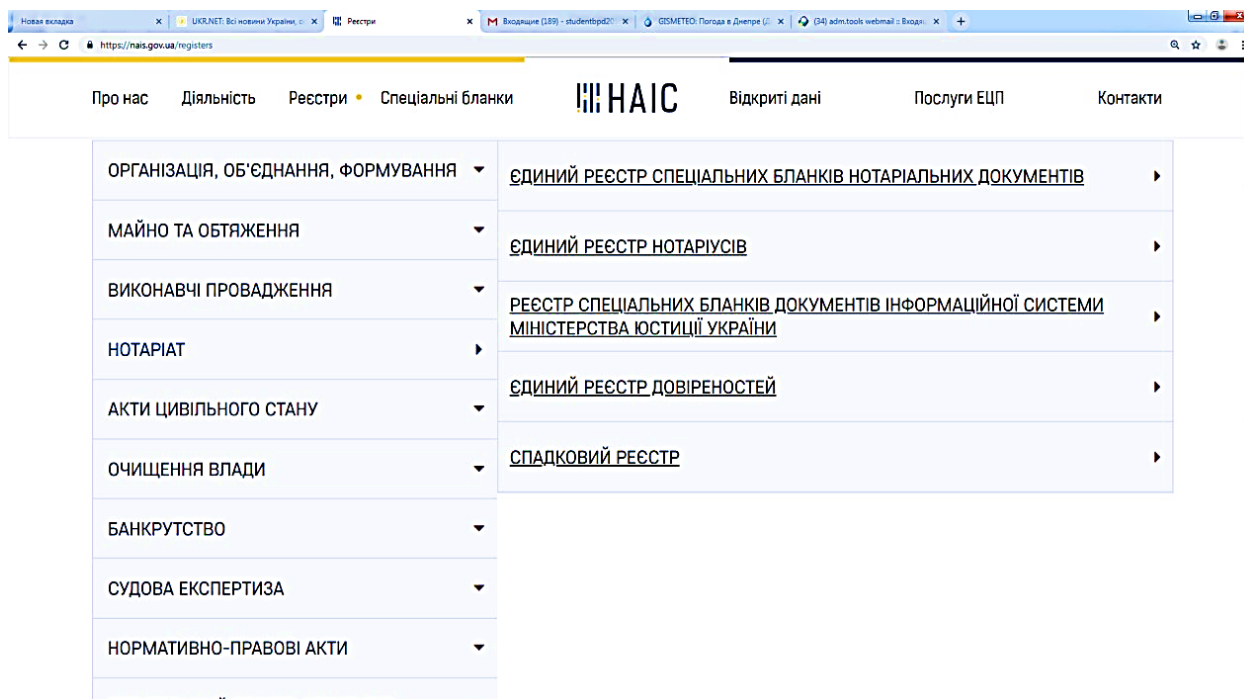 Новая вкладка
UKR.NET: Всі новини України,
Реєстри
Входящие (189) - studentbpd20
GISMETEO: Погода в Днепре
(34) adm.tools webmail :: Входя
https://nais.gov.ua/registers
Про нас
Діяльність
Реєстри
Спеціальні бланки
НАІС
Відкриті дані
Послуги ЕЦП
Контакти
ОРГАНІЗАЦІЯ, ОБ'ЄДНАННЯ, ФОРМУВАННЯ
МАЙНО ТА ОБТЯЖЕННЯ
ВИКОНАВЧІ ПРОВАДЖЕННЯ
НОТАРІАТ
АКТИ ЦИВІЛЬНОГО СТАНУ
ОЧИЩЕННЯ ВЛАДИ
БАНКРУТСТВО
СУДОВА ЕКСПЕРТИЗА
НОРМАТИВНО-ПРАВОВІ АКТИ
ЄДИНИЙ РЕЄСТР СПЕЦІАЛЬНИХ БЛАНКІВ НОТАРІАЛЬНИХ ДОКУМЕНТІВ
ЄДИНИЙ РЕЄСТР НОТАРІУСІВ
РЕЄСТР СПЕЦІАЛЬНИХ БЛАНКІВ ДОКУМЕНТІВ ІНФОРМАЦІЙНОЇ СИСТЕМИ
МІНІСТЕРСТВА ЮСТИЦІЇ УКРАЇНИ
ЄДИНИЙ РЕЄСТР ДОВІРЕНОСТЕЙ
СПАДКОВИЙ РЕЄСТР